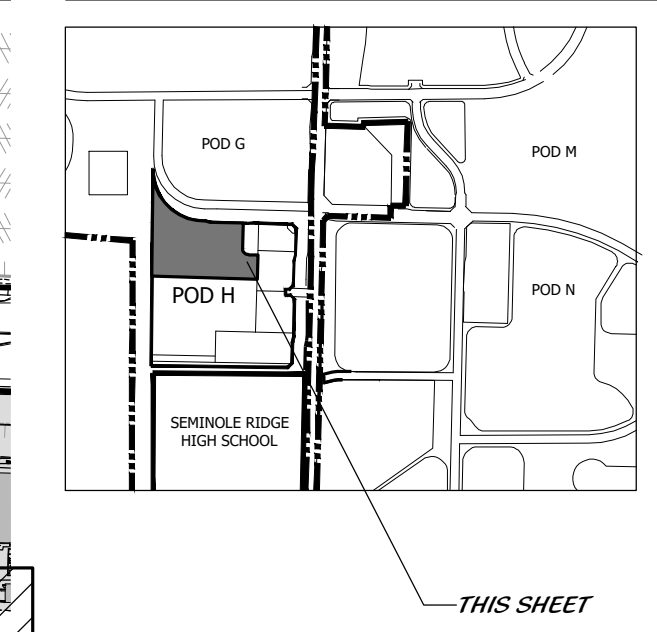 POD G
POD M
POD H
POD N
SEMINOLE RIDGE
HIGH SCHOOL
THIS SHEET